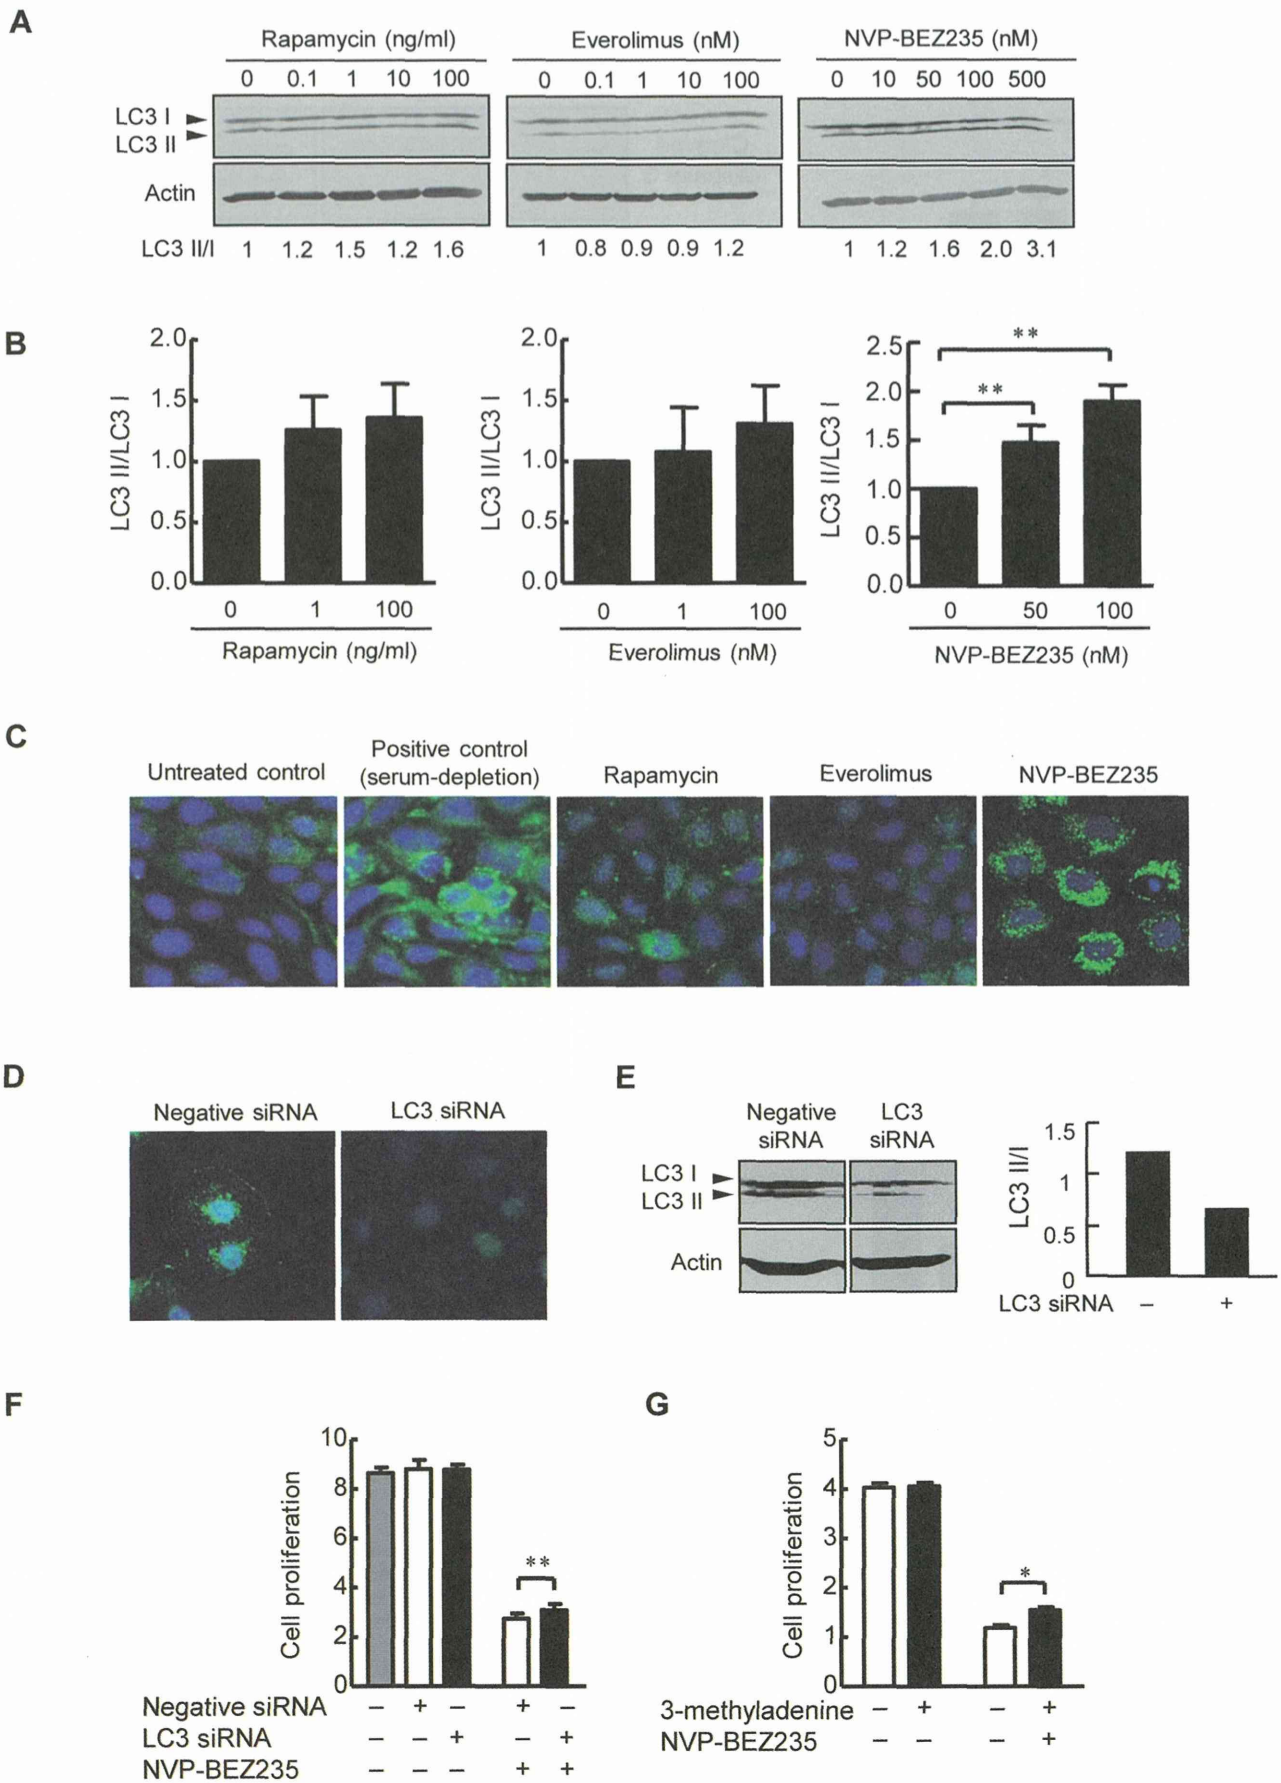 A
Rapamycin (ng/ml)
0 0.1 1 10 100
Everolimus (nM)
0 0.1 1 10 100
NVP-BEZ235 (nM)
0 10 50 100 500
LC3 I
LC3 II
Actin
LC3 II/I 1 1.2 1.5 1.2 1.6 1 0.8 0.9 0.9 1.2 1 1.2 1.6 2.0 3.1
B
LC3 II/LC3 I
2.0
1.5
1.0
0.5
0.0
0 1 100
Rapamycin (ng/ml)
LC3 II/LC3 I
2.0
1.5
1.0
0.5
0.0
0 1 100
Everolimus (nM)
LC3 II/LC3 I
2.5
2.0
1.5
1.0
0.5
0.0
**
**
0 50 100
NVP-BEZ235 (nM)
C
Untreated control
Positive control
(serum-depletion)
Rapamycin
Everolimus
NVP-BEZ235
D
Negative siRNA
LC3 siRNA
E
Negative
siRNA
LC3
siRNA
LC3 I
LC3 II
Actin
LC3 II/I
1.5
1
0.5
0
LC3 siRNA – +
F
Cell proliferation
10
8
6
4
2
0
**
Negative siRNA – + – + –
LC3 siRNA – – + – +
NVP-BEZ235 – – – + +
G
Cell proliferation
5
4
3
2
1
0
*
3-methyladenine – + – +
NVP-BEZ235 – – – +